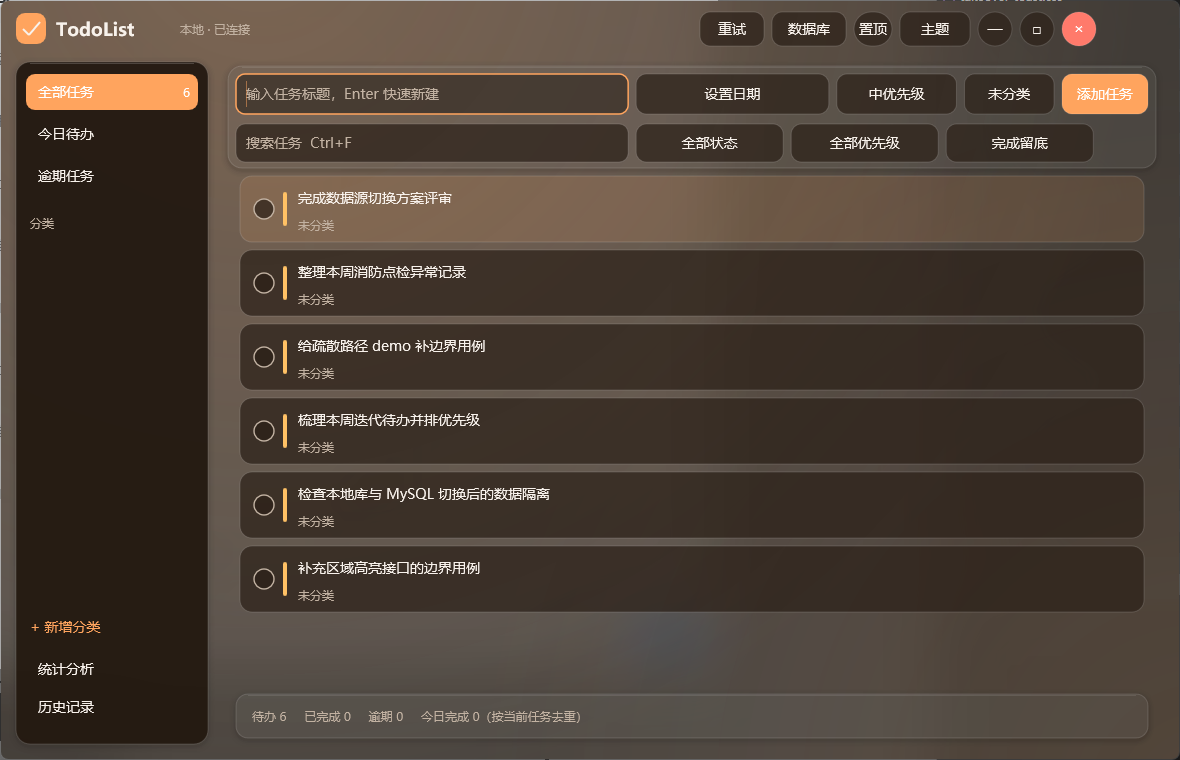 TodoList
本地 · 已连接
重试
数据库
置顶
主题
全部任务 6
今日待办
逾期任务
分类
+ 新增分类
统计分析
历史记录
输入任务标题，Enter 快速新建
设置日期
中优先级
未分类
添加任务
搜索任务 Ctrl+F
全部状态
全部优先级
完成留底
完成数据源切换方案评审
未分类
整理本周消防点检异常记录
未分类
给疏散路径 demo 补边界用例
未分类
梳理本周迭代待办并排优先级
未分类
检查本地库与 MySQL 切换后的数据隔离
未分类
补充区域高亮接口的边界用例
未分类
待办 6 已完成 0 逾期 0 今日完成 0（按当前任务去重）